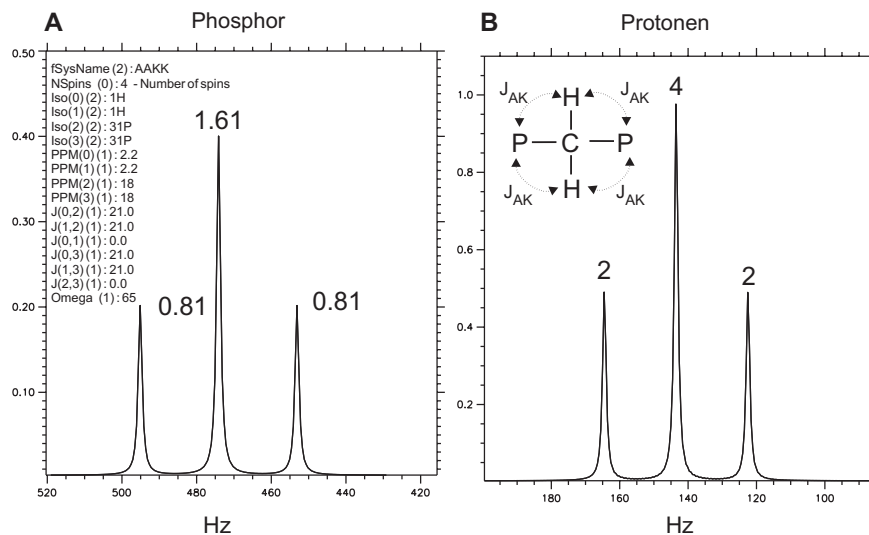 A
Phosphor
0.50
0.40
0.30
0.20
0.10
fSysName (2) : AAKK
NSpins (0) : 4 - Number of spins
Iso(0) (2) : 1H
Iso(1) (2) : 1H
Iso(2) (2) : 31P
Iso(3) (2) : 31P
PPM(0) (1) : 2.2
PPM(1) (1) : 2.2
PPM(2) (1) : 18
PPM(3) (1) : 18
J(0,2) (1) : 21.0
J(1,2) (1) : 21.0
J(0,1) (1) : 0.0
J(0,3) (1) : 21.0
J(1,3) (1) : 21.0
J(2,3) (1) : 0.0
Omega (1) : 65
1.61
0.81
0.81
520 500 480 460 440 420
Hz
B
Protonen
1.0
0.8
0.6
0.4
0.2
4
J_AK H J_AK
P C P
J_AK H J_AK
2
2
180 160 140 120 100
Hz